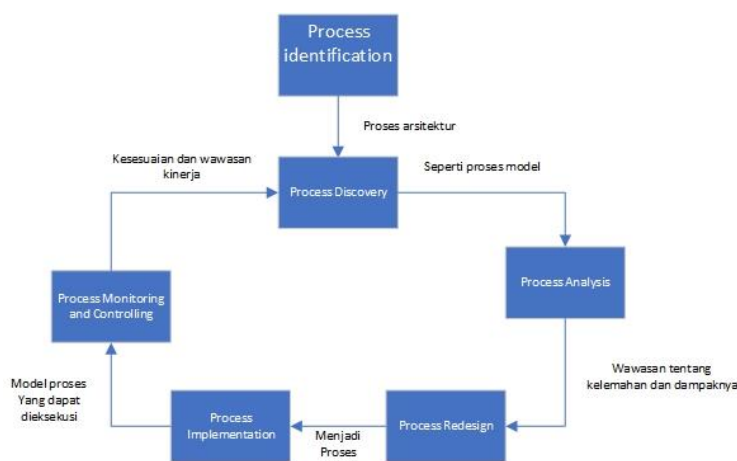 Process
identification
Proses arsitektur
Kesesuaian dan wawasan
kinerja
Process Discovery
Seperti proses model
Process Monitoring
and Controlling
Process Analysis
Wawasan tentang
kelemahan dan dampaknya
Model proses
Yang dapat
dieksekusi
Process
Implementation
Menjadi
Proses
Process Redesign